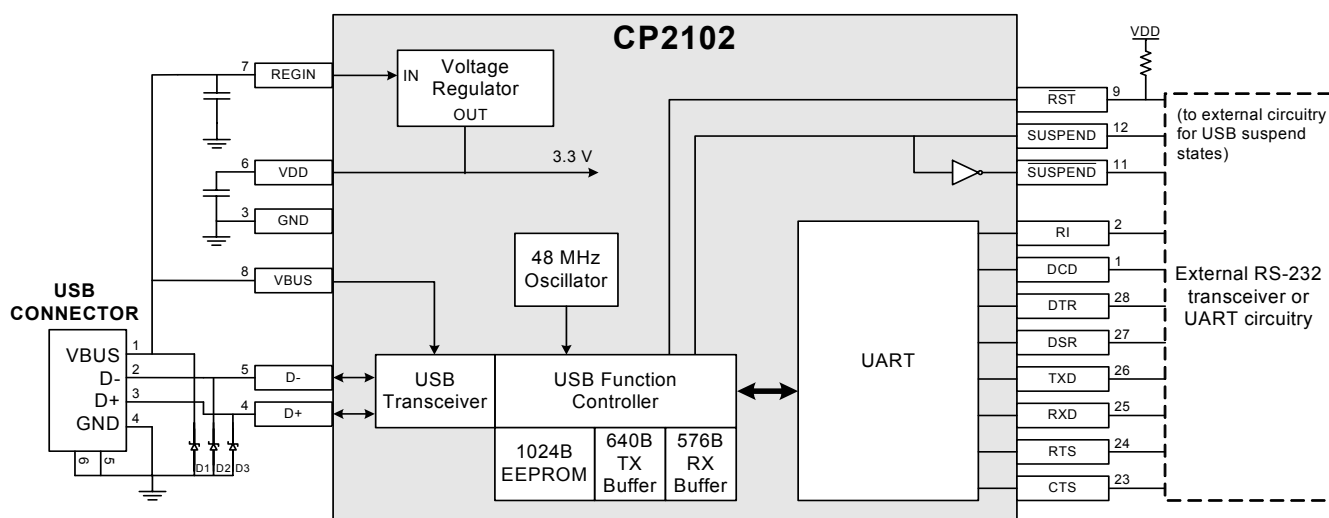 CP2102
VDD
7
REGIN
IN
Voltage
Regulator
OUT
RST
9
(to external circuitry
for USB suspend
states)
SUSPEND
12
6
VDD
3.3 V
SUSPEND
11
3
GND
RI
2
48 MHz
Oscillator
8
VBUS
DCD
1
External RS-232
transceiver or
UART circuitry
USB
CONNECTOR
DTR
28
DSR
27
VBUS
1
D-
2
D+
3
GND
4
6
5
D1
D2
D3
5
D-
4
D+
USB
Transceiver
USB Function
Controller
UART
TXD
26
RXD
25
1024B
EEPROM
640B
TX
Buffer
576B
RX
Buffer
RTS
24
CTS
23